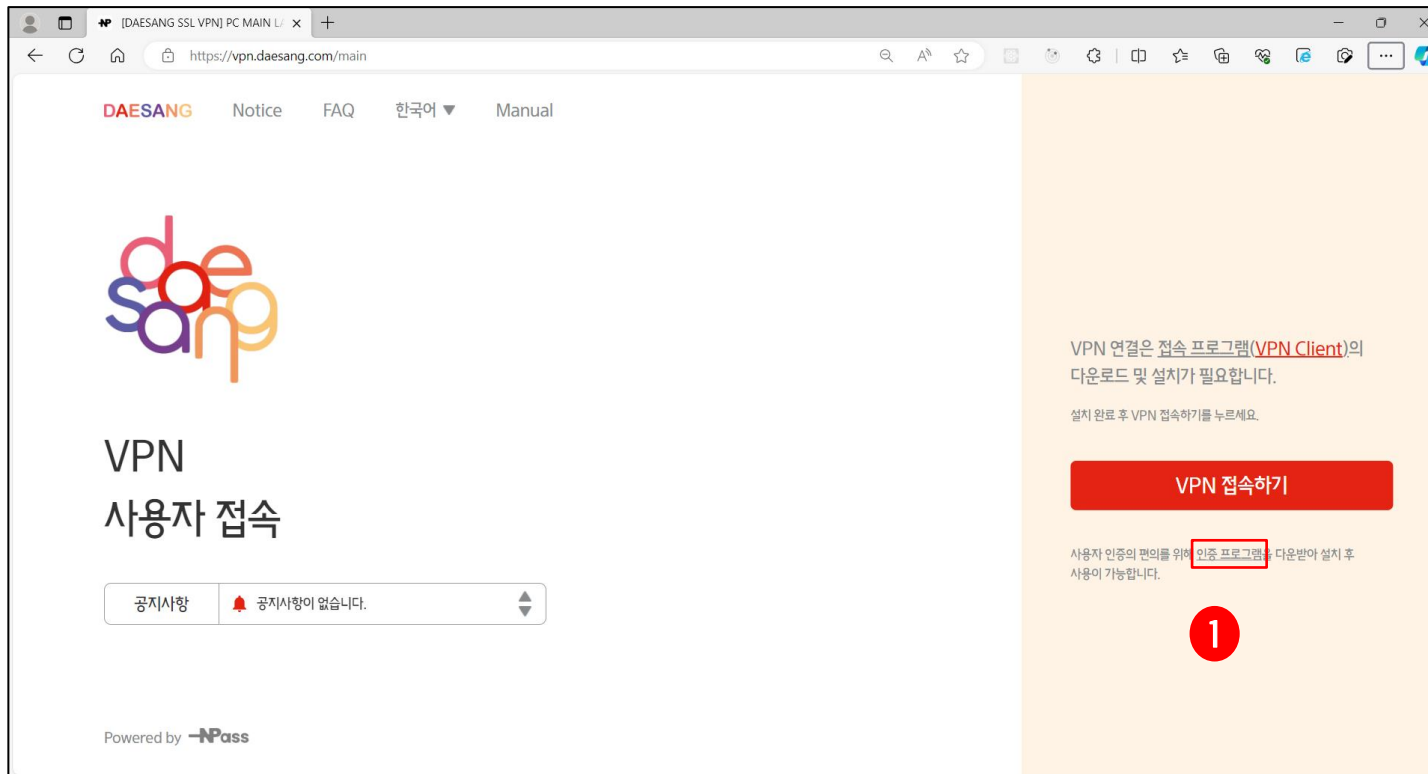 [DAESANG SSL VPN] PC MAIN LA
https://vpn.daesang.com/main
DAESANG Notice FAQ 한국어 ▼ Manual
daesang
VPN 연결은 접속 프로그램(VPN Client)의
다운로드 및 설치가 필요합니다.
설치 완료 후 VPN 접속하기를 누르세요.
VPN
사용자 접속
VPN 접속하기
사용자 인증의 편의를 위해 인증 프로그램을 다운받아 설치 후
사용이 가능합니다.
공지사항 공지사항이 없습니다.
1
Powered by NPass